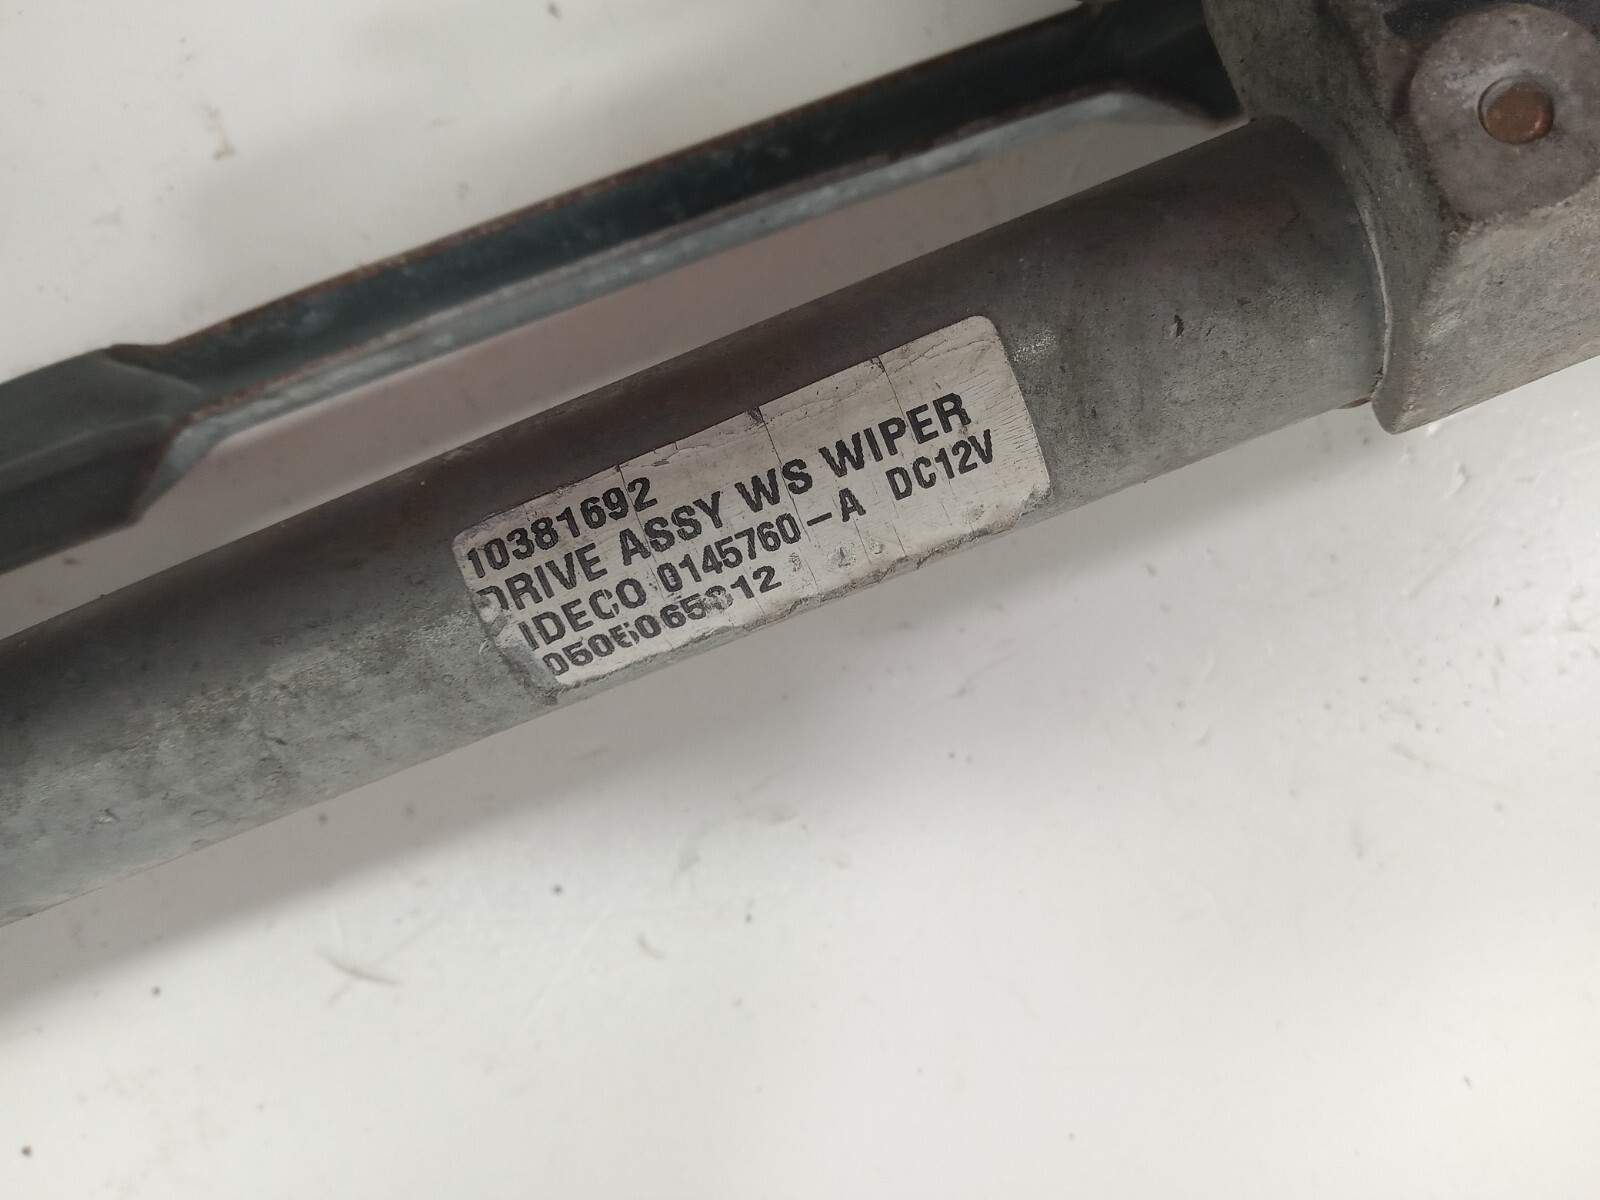 10381692
DRIVE ASSY WS WIPER
IDECO 0145760-A DC12V